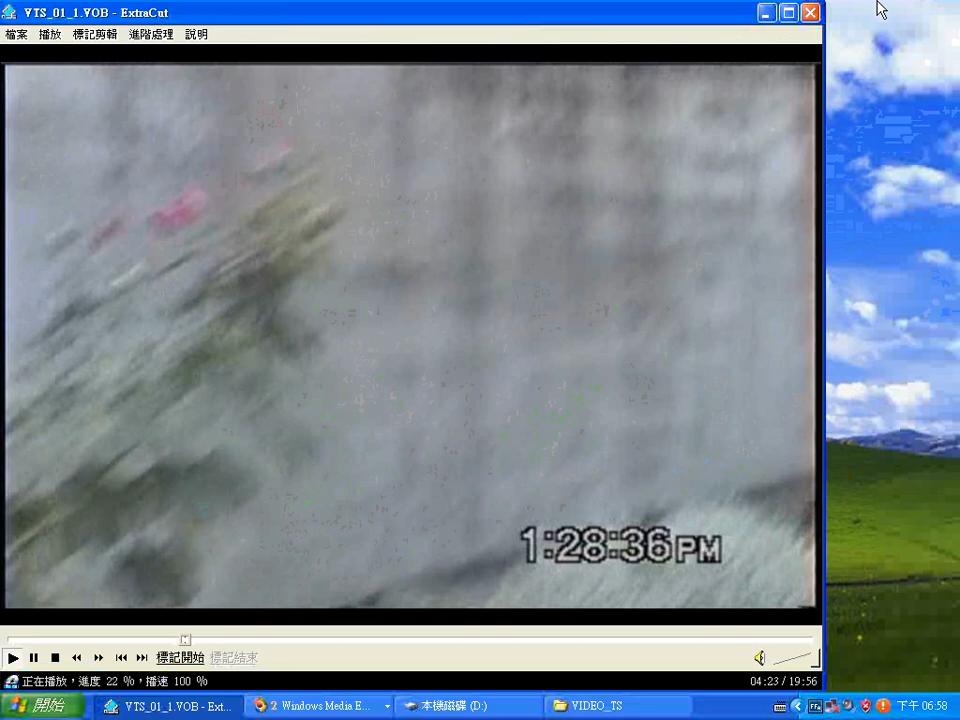 VTS_01_1.VOB - ExtraCut
檔案 播放 標記剪輯 進階處理 說明
1:28:36PM
標記開始 標記結束
正在播放，進度 22 %，播速 100 %
04:23 / 19:56
開始 VTS_01_1.VOB - Ext... 2 Windows Media E... 本機磁碟 (D:) VIDEO_TS 下午 06:58